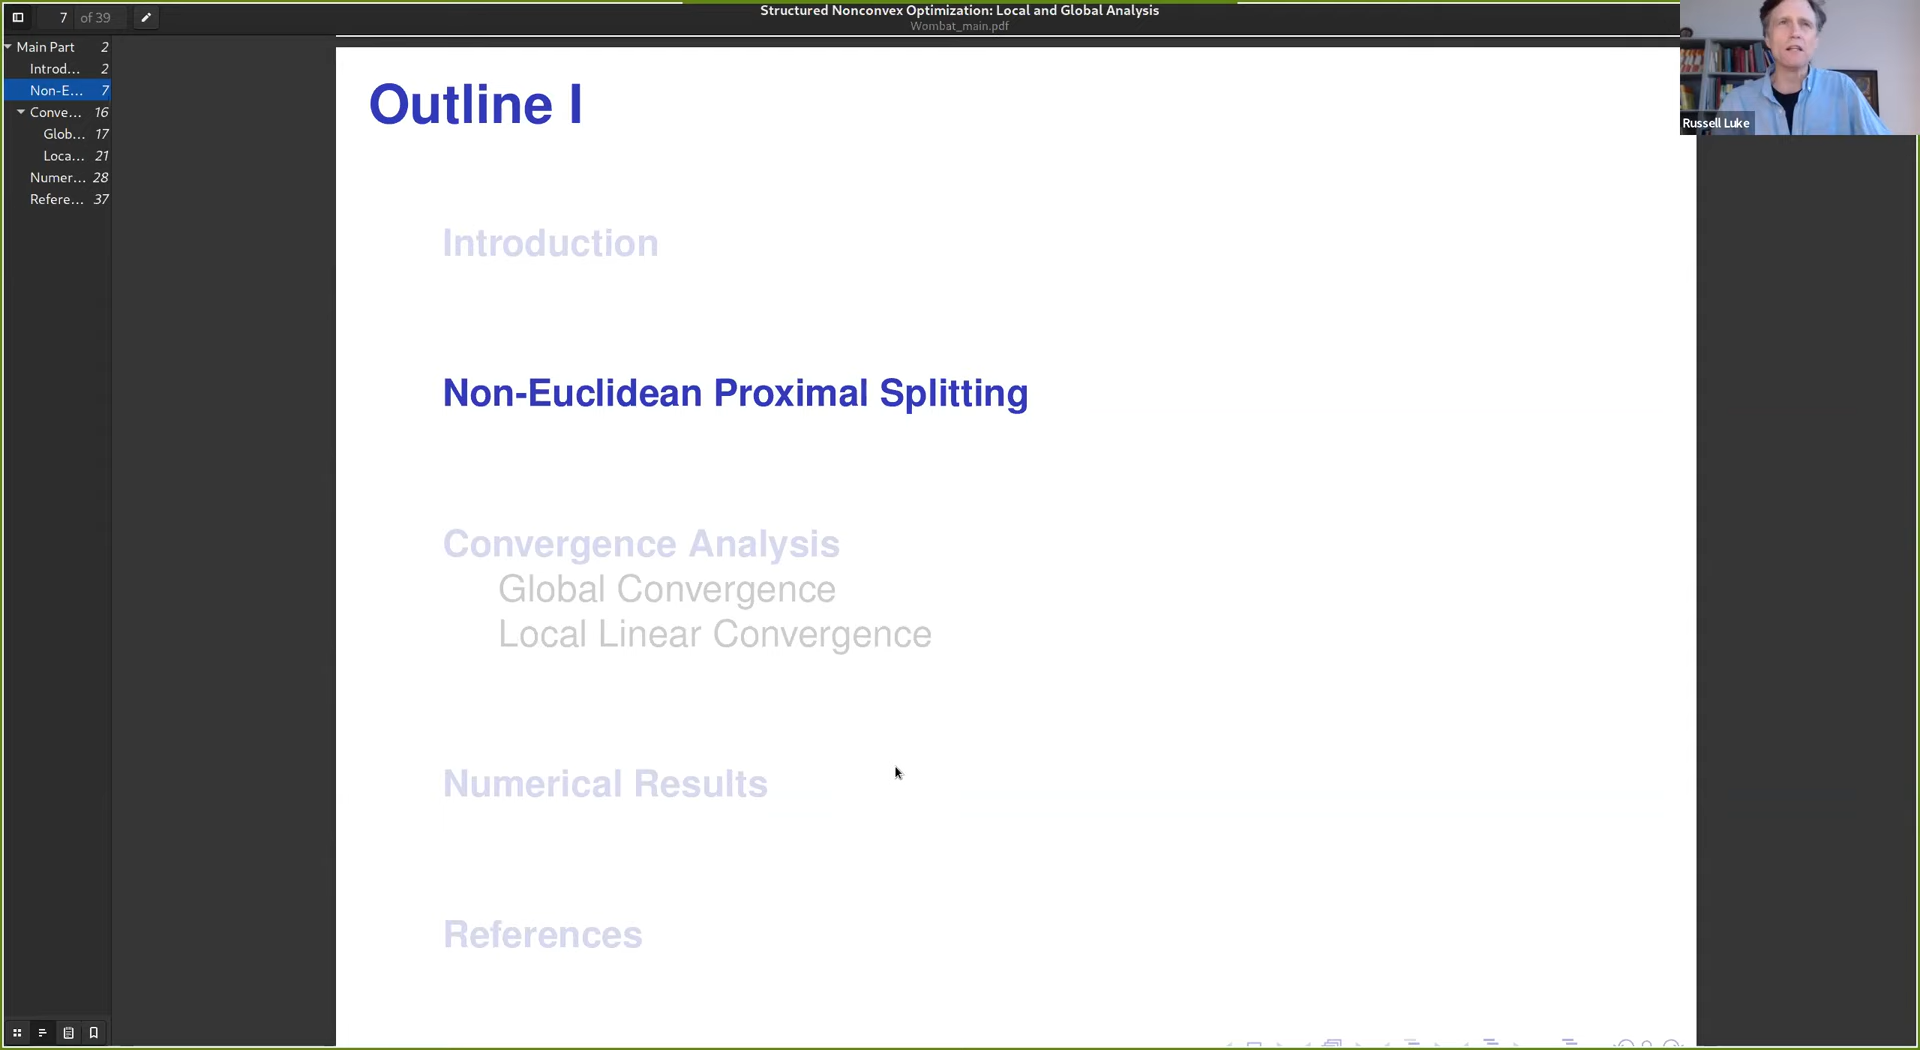 7 of 39
Structured Nonconvex Optimization: Local and Global Analysis
Wombat_main.pdf
Main Part 2
Introd... 2
Non-E... 7
Conve... 16
Glob... 17
Loca... 21
Numer... 28
Refere... 37
Russell Luke
Outline I
Introduction
Non-Euclidean Proximal Splitting
Convergence Analysis
Global Convergence
Local Linear Convergence
Numerical Results
References